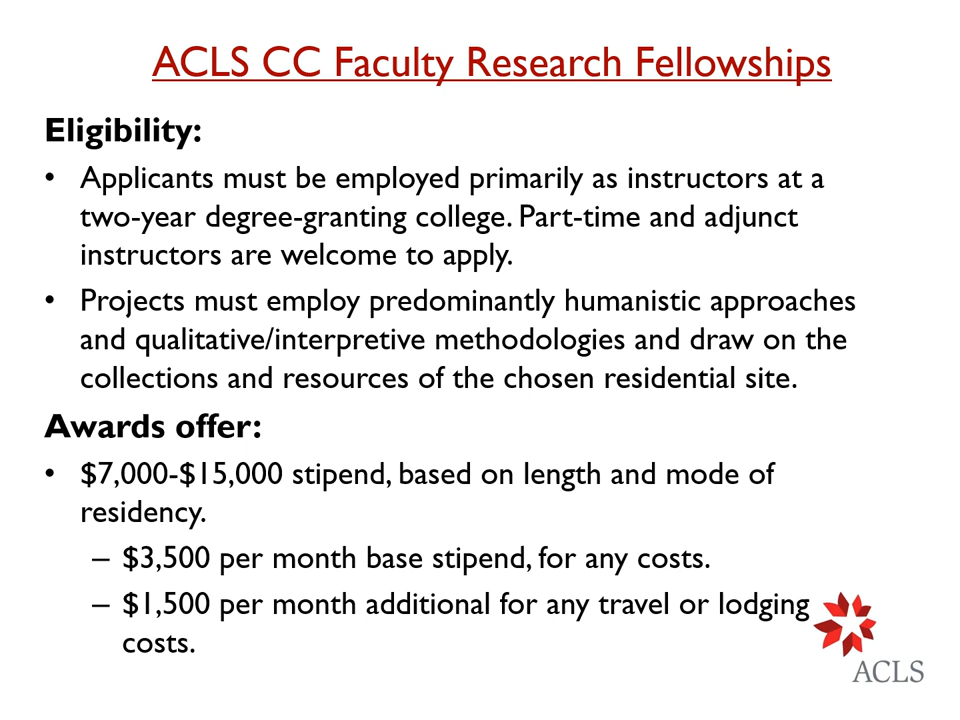 ACLS CC Faculty Research Fellowships
Eligibility:
• Applicants must be employed primarily as instructors at a
two-year degree-granting college. Part-time and adjunct
instructors are welcome to apply.
• Projects must employ predominantly humanistic approaches
and qualitative/interpretive methodologies and draw on the
collections and resources of the chosen residential site.
Awards offer:
• $7,000-$15,000 stipend, based on length and mode of
residency.
– $3,500 per month base stipend, for any costs.
– $1,500 per month additional for any travel or lodging
costs.
ACLS